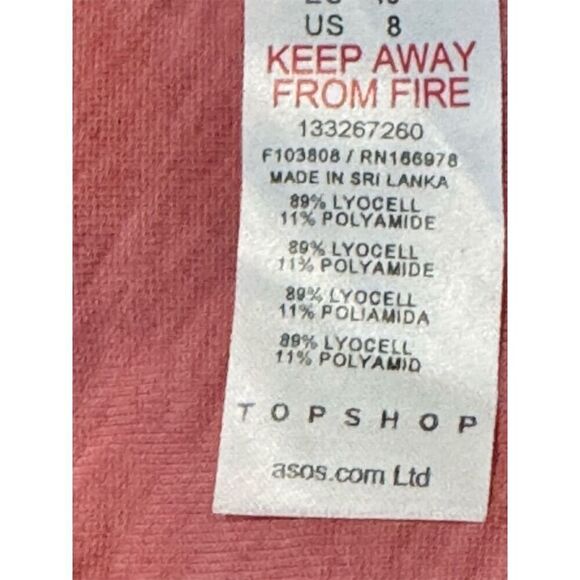 US 8
KEEP AWAY
FROM FIRE
133267260
F103808 / RN166978
MADE IN SRI LANKA
89% LYOCELL
11% POLYAMIDE
89% LYOCELL
11% POLYAMIDE
89% LYOCELL
11% POLIAMIDA
89% LYOCELL
11% POLYAMID
TOPSHOP
asos.com Ltd